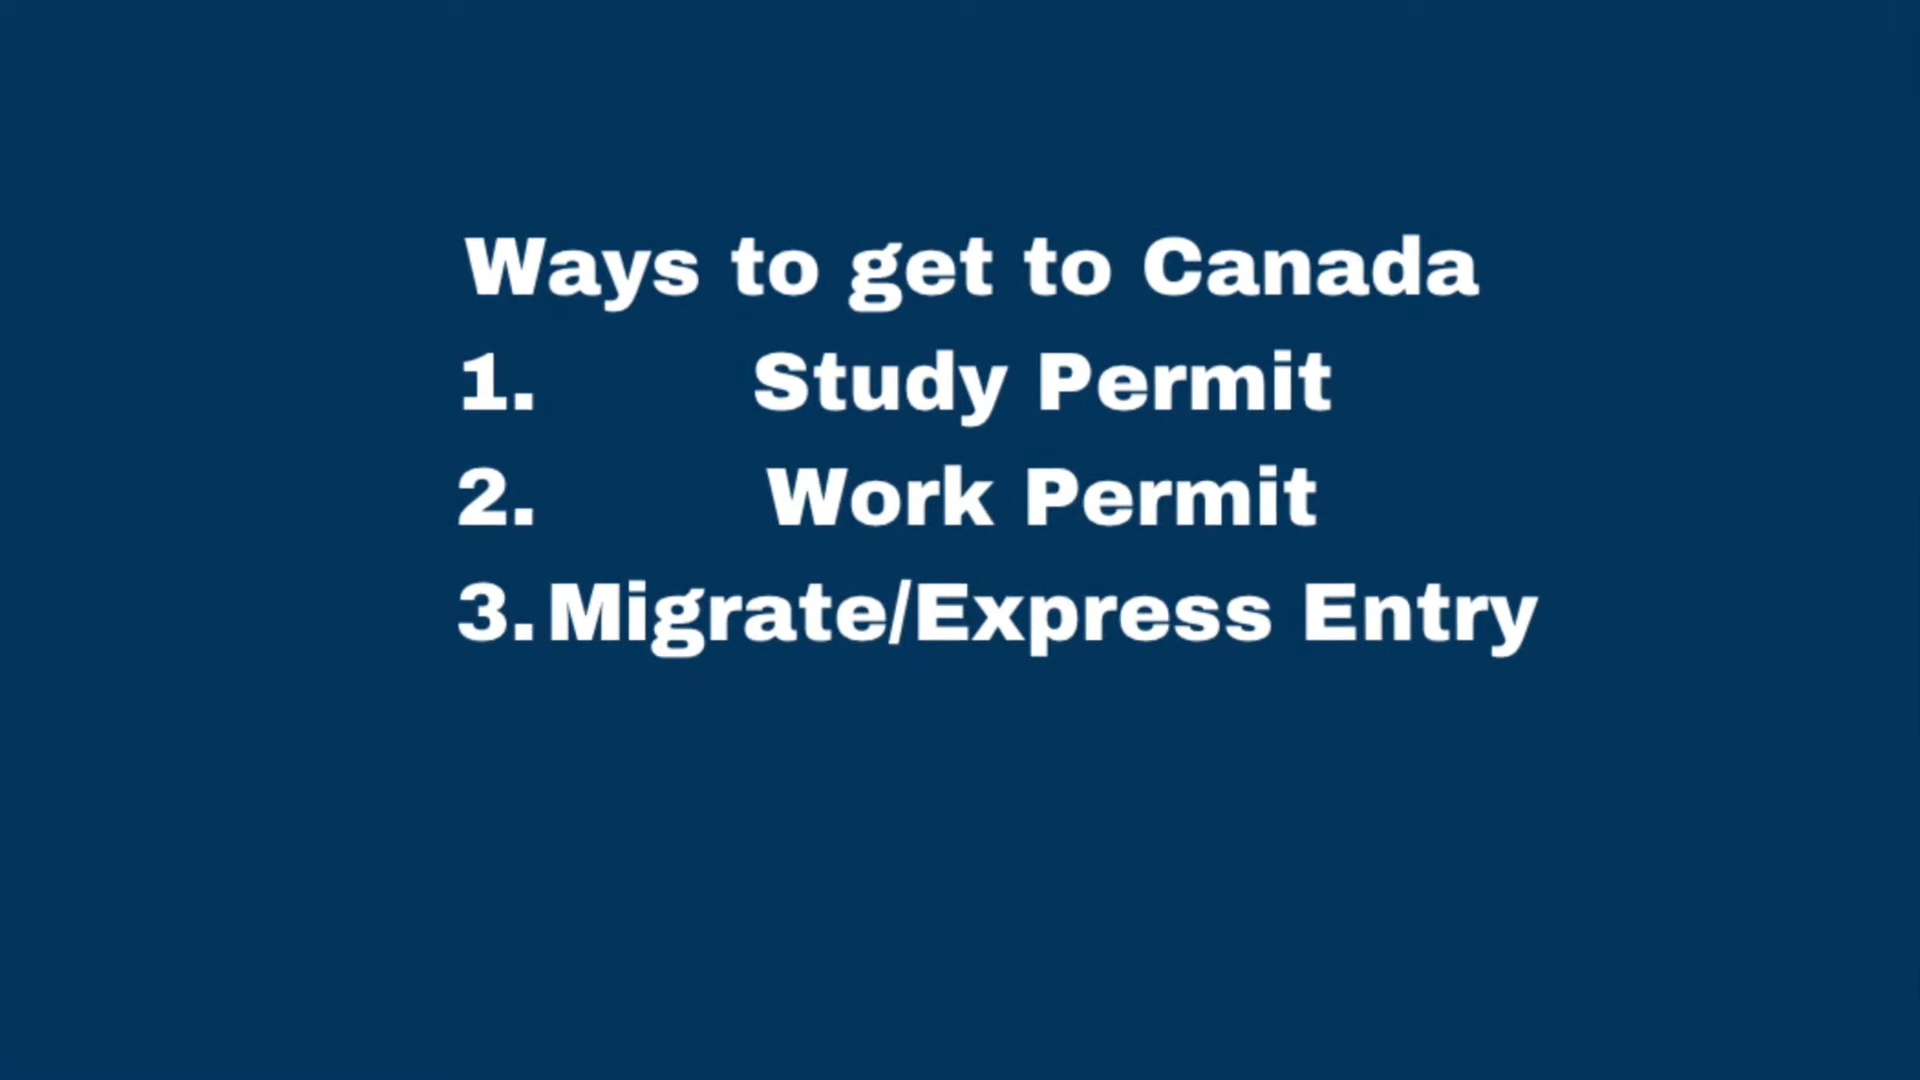 Ways to get to Canada
1. Study Permit
2. Work Permit
3. Migrate/Express Entry